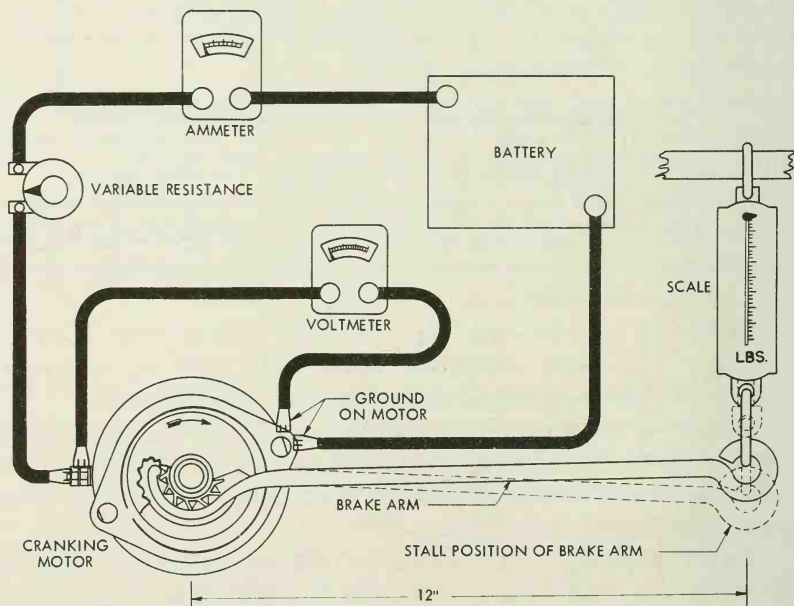 AMMETER
BATTERY
VARIABLE RESISTANCE
VOLTMETER
SCALE
LBS.
GROUND
ON MOTOR
BRAKE ARM
CRANKING
MOTOR
STALL POSITION OF BRAKE ARM
12"